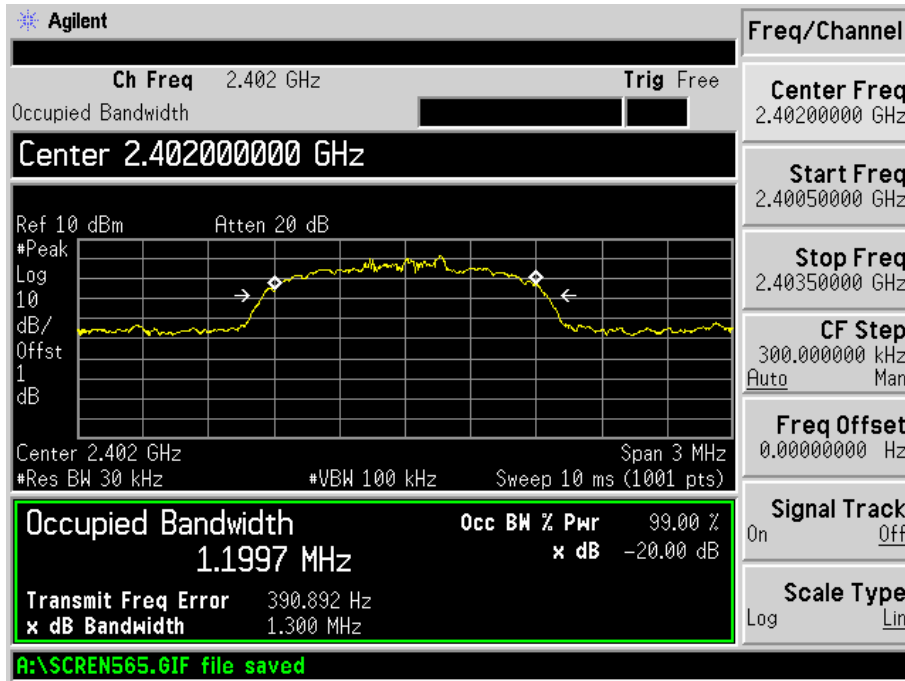 Agilent
Freq/Channel
Ch Freq 2.402 GHz Trig Free
Occupied Bandwidth
Center 2.402000000 GHz
Center Freq
2.40200000 GHz
Start Freq
2.40050000 GHz
Stop Freq
2.40350000 GHz
CF Step
300.000000 kHz
Auto Man
Freq Offset
0.00000000 Hz
Signal Track
On Off
Scale Type
Log Lin
Ref 10 dBm Atten 20 dB
#Peak
Log
10
dB/
Offst
1
dB
Center 2.402 GHz Span 3 MHz
#Res BW 30 kHz #VBW 100 kHz Sweep 10 ms (1001 pts)
Occupied Bandwidth Occ BW % Pwr 99.00 %
1.1997 MHz x dB -20.00 dB
Transmit Freq Error 390.892 Hz
x dB Bandwidth 1.300 MHz
A:\SCREN565.GIF file saved